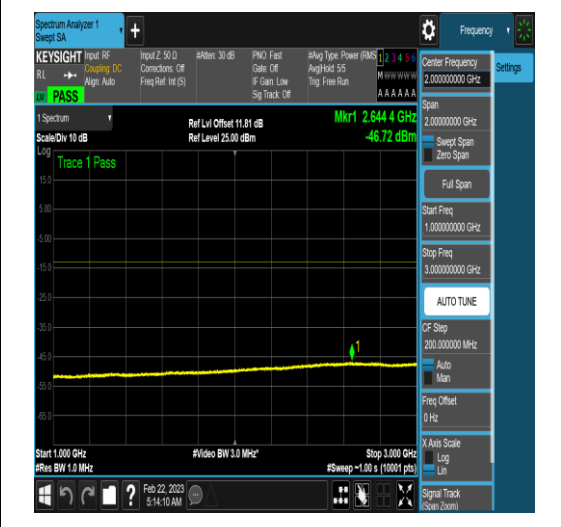 Spectrum Analyzer 1
Swept SA
+
Frequency
KEYSIGHT
RL
PASS
Input: RF
Coupling: DC
Align: Auto
Input Z: 50 Ω
Corrections: Off
Freq Ref: Int (S)
#Atten: 30 dB
PNO: Fast
Gate: Off
IF Gain: Low
Sig Track: Off
#Avg Type: Power (RMS
Avg|Hold: 5/5
Trig: Free Run
1 2 3 4 5 6
M W W W W W
A A A A A A
1 Spectrum
Scale/Div 10 dB
Ref Lvl Offset 11.81 dB
Ref Level 25.00 dBm
Mkr1 2.644 4 GHz
-46.72 dBm
Log
Trace 1 Pass
15.0
5.00
-5.00
-15.0
-25.0
-35.0
-45.0
-55.0
-65.0
1
Start 1.000 GHz
#Res BW 1.0 MHz
#Video BW 3.0 MHz*
Stop 3.000 GHz
#Sweep ~1.00 s (10001 pts)
?
Feb 22, 2023
5:14:10 AM
Center Frequency
2.000000000 GHz
Span
2.00000000 GHz
Swept Span
Zero Span
Full Span
Start Freq
1.000000000 GHz
Stop Freq
3.000000000 GHz
AUTO TUNE
CF Step
200.000000 MHz
Auto
Man
Freq Offset
0 Hz
X Axis Scale
Log
Lin
Signal Track
(Span Zoom)
Settings